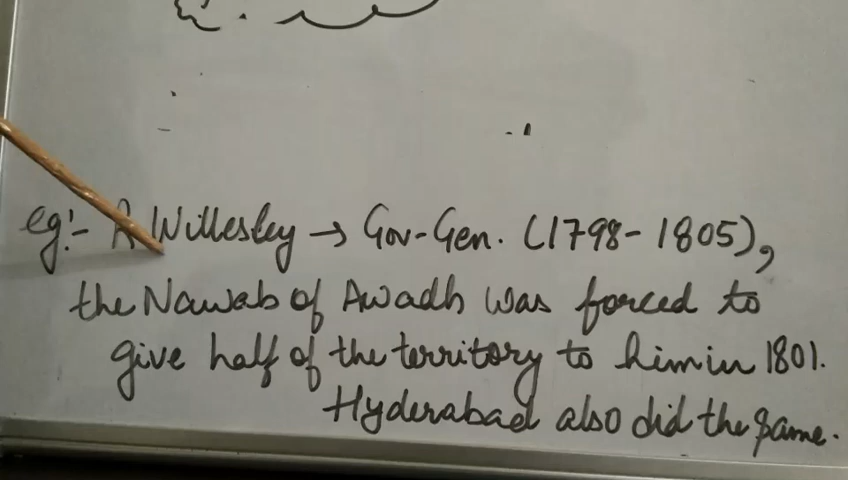 eg:- R Willesley → Gov-Gen. (1798-1805),
the Nawab of Awadh was forced to
give half of the territory to him in 1801.
Hyderabad also did the same.